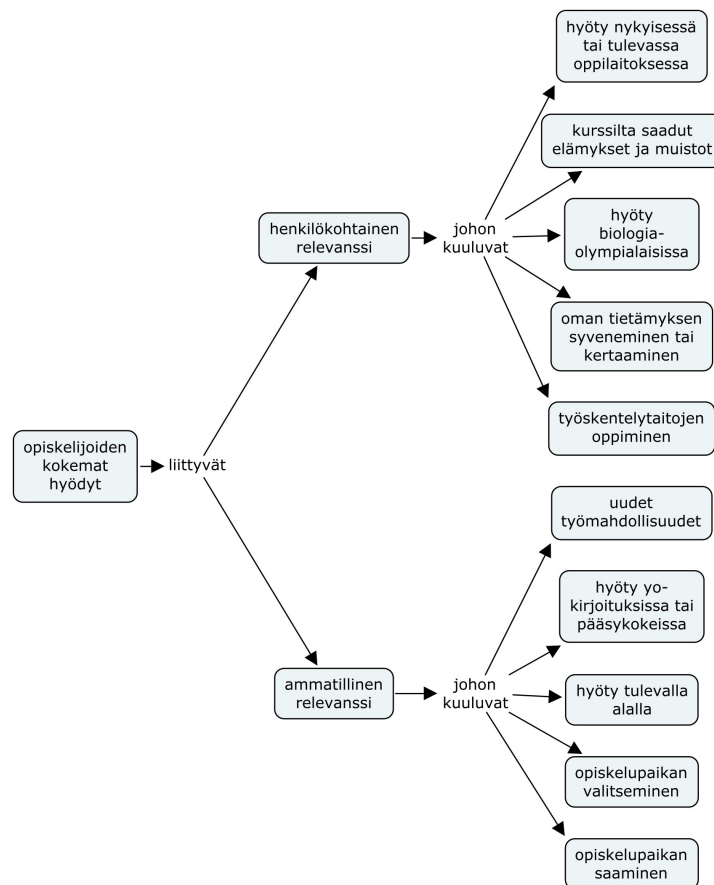 opiskelijoiden
kokemat
hyödyt
liittyvät
henkilökohtainen
relevanssi
johon
kuuluvat
hyöty nykyisessä
tai tulevassa
oppilaitoksessa
kurssilta saadut
elämykset ja muistot
hyöty
biologia-
olympialaisissa
oman tietämyksen
syveneminen tai
kertaaminen
työskentelytaitojen
oppiminen
ammatillinen
relevanssi
johon
kuuluvat
uudet
työmahdollisuudet
hyöty yo-
kirjoituksissa tai
pääsykokeissa
hyöty tulevalla
alalla
opiskelupaikan
valitseminen
opiskelupaikan
saaminen